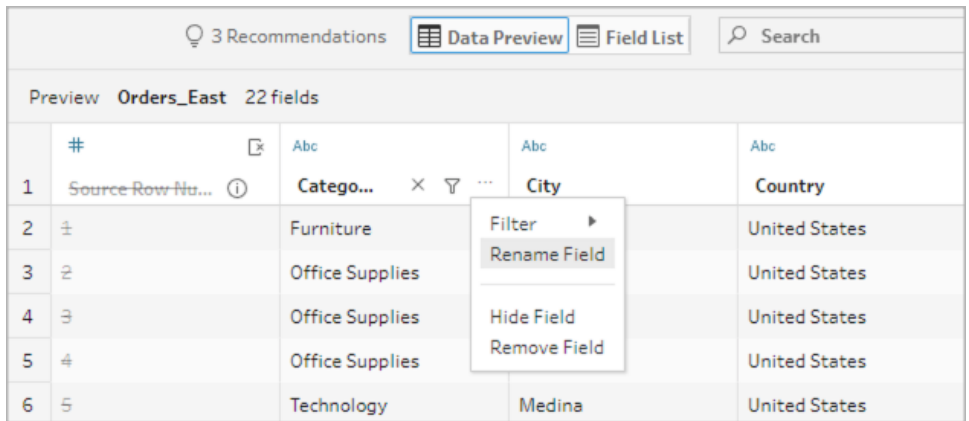 3 Recommendations Data Preview Field List Search
Preview Orders_East 22 fields
# Abc Abc Abc
1 Source Row Nu... Catego... City Country
2 1 Furniture United States
Filter
Rename Field
3 2 Office Supplies United States
4 3 Office Supplies Hide Field United States
Remove Field
5 4 Office Supplies United States
6 5 Technology Medina United States